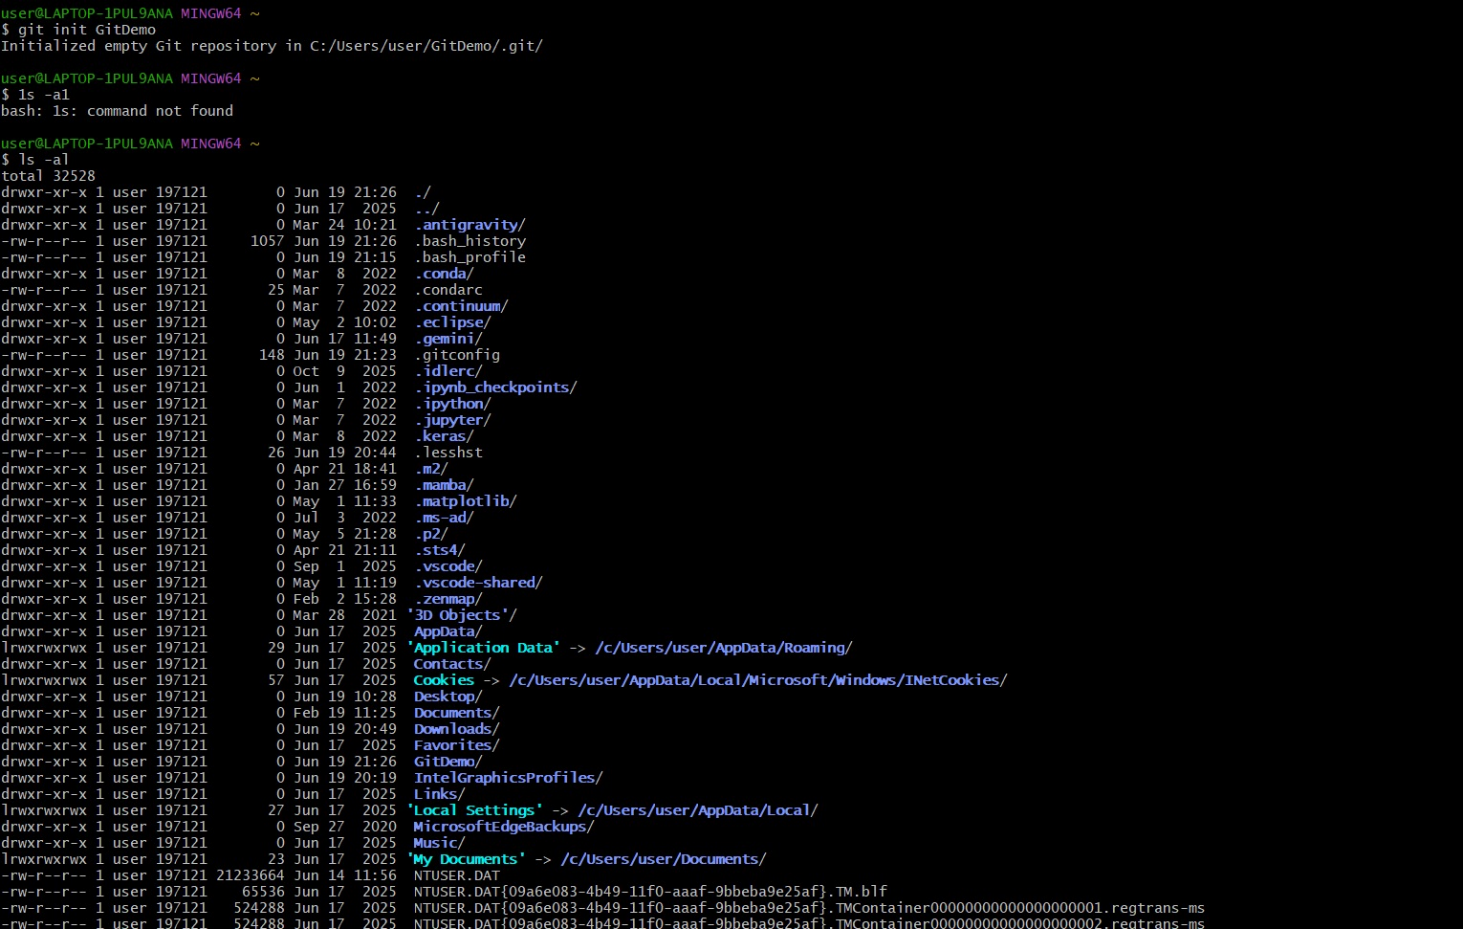 user@LAPTOP-1PUL9ANA MINGW64 ~
$ git init GitDemo
Initialized empty Git repository in C:/Users/user/GitDemo/.git/
user@LAPTOP-1PUL9ANA MINGW64 ~
$ 1s -a1
bash: 1s: command not found
user@LAPTOP-1PUL9ANA MINGW64 ~
$ ls -al
total 32528
drwxr-xr-x 1 user 197121        0 Jun 19 21:26  ./
drwxr-xr-x 1 user 197121        0 Jun 17  2025  ../
drwxr-xr-x 1 user 197121        0 Mar 24 10:21  .antigravity/
-rw-r--r-- 1 user 197121     1057 Jun 19 21:26  .bash_history
-rw-r--r-- 1 user 197121        0 Jun 19 21:15  .bash_profile
drwxr-xr-x 1 user 197121        0 Mar  8  2022  .conda/
-rw-r--r-- 1 user 197121       25 Mar  7  2022  .condarc
drwxr-xr-x 1 user 197121        0 Mar  7  2022  .continuum/
drwxr-xr-x 1 user 197121        0 May  2 10:02  .eclipse/
drwxr-xr-x 1 user 197121        0 Jun 17 11:49  .gemini/
-rw-r--r-- 1 user 197121      148 Jun 19 21:23  .gitconfig
drwxr-xr-x 1 user 197121        0 Oct  9  2025  .idlerc/
drwxr-xr-x 1 user 197121        0 Jun  1  2022  .ipynb_checkpoints/
drwxr-xr-x 1 user 197121        0 Mar  7  2022  .ipython/
drwxr-xr-x 1 user 197121        0 Mar  7  2022  .jupyter/
drwxr-xr-x 1 user 197121        0 Mar  8  2022  .keras/
-rw-r--r-- 1 user 197121       26 Jun 19 20:44  .lesshst
drwxr-xr-x 1 user 197121        0 Apr 21 18:41  .m2/
drwxr-xr-x 1 user 197121        0 Jan 27 16:59  .mamba/
drwxr-xr-x 1 user 197121        0 May  1 11:33  .matplotlib/
drwxr-xr-x 1 user 197121        0 Jul  3  2022  .ms-ad/
drwxr-xr-x 1 user 197121        0 May  5 21:28  .p2/
drwxr-xr-x 1 user 197121        0 Apr 21 21:11  .sts4/
drwxr-xr-x 1 user 197121        0 Sep  1  2025  .vscode/
drwxr-xr-x 1 user 197121        0 May  1 11:19  .vscode-shared/
drwxr-xr-x 1 user 197121        0 Feb  2 15:28  .zenmap/
drwxr-xr-x 1 user 197121        0 Mar 28  2021 '3D Objects'/
drwxr-xr-x 1 user 197121        0 Jun 17  2025  AppData/
lrwxrwxrwx 1 user 197121       29 Jun 17  2025 'Application Data' -> /c/Users/user/AppData/Roaming/
drwxr-xr-x 1 user 197121        0 Jun 17  2025  Contacts/
lrwxrwxrwx 1 user 197121       57 Jun 17  2025  Cookies -> /c/Users/user/AppData/Local/Microsoft/Windows/INetCookies/
drwxr-xr-x 1 user 197121        0 Jun 19 10:28  Desktop/
drwxr-xr-x 1 user 197121        0 Feb 19 11:25  Documents/
drwxr-xr-x 1 user 197121        0 Jun 19 20:49  Downloads/
drwxr-xr-x 1 user 197121        0 Jun 17  2025  Favorites/
drwxr-xr-x 1 user 197121        0 Jun 19 21:26  GitDemo/
drwxr-xr-x 1 user 197121        0 Jun 19 20:19  IntelGraphicsProfiles/
drwxr-xr-x 1 user 197121        0 Jun 17  2025  Links/
lrwxrwxrwx 1 user 197121       27 Jun 17  2025 'Local Settings' -> /c/Users/user/AppData/Local/
drwxr-xr-x 1 user 197121        0 Sep 27  2020  MicrosoftEdgeBackups/
drwxr-xr-x 1 user 197121        0 Jun 17  2025  Music/
lrwxrwxrwx 1 user 197121       23 Jun 17  2025 'My Documents' -> /c/Users/user/Documents/
-rw-r--r-- 1 user 197121 21233664 Jun 14 11:56  NTUSER.DAT
-rw-r--r-- 1 user 197121    65536 Jun 17  2025  NTUSER.DAT{09a6e083-4b49-11f0-aaaf-9bbeba9e25af}.TM.blf
-rw-r--r-- 1 user 197121   524288 Jun 17  2025  NTUSER.DAT{09a6e083-4b49-11f0-aaaf-9bbeba9e25af}.TMContainer00000000000000000001.regtrans-ms
-rw-r--r-- 1 user 197121   524288 Jun 17  2025  NTUSER.DAT{09a6e083-4b49-11f0-aaaf-9bbeba9e25af}.TMContainer00000000000000000002.regtrans-ms